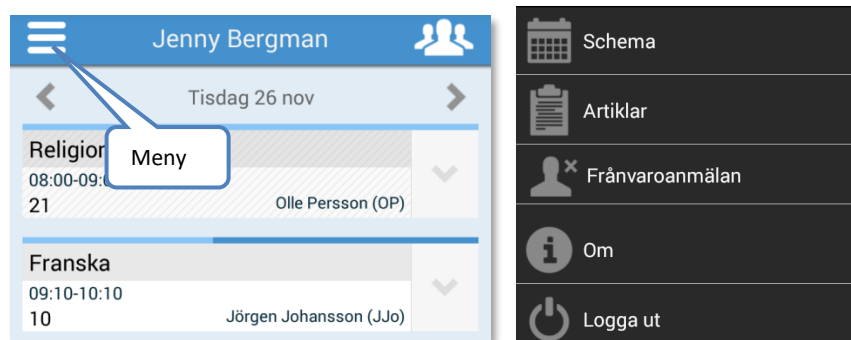 Jenny Bergman
Tisdag 26 nov
Religion
Meny
08:00-09:
21
Olle Persson (OP)
Franska
09:10-10:10
10
Jörgen Johansson (JJo)
Schema
Artiklar
Frånvaroanmälan
Om
Logga ut